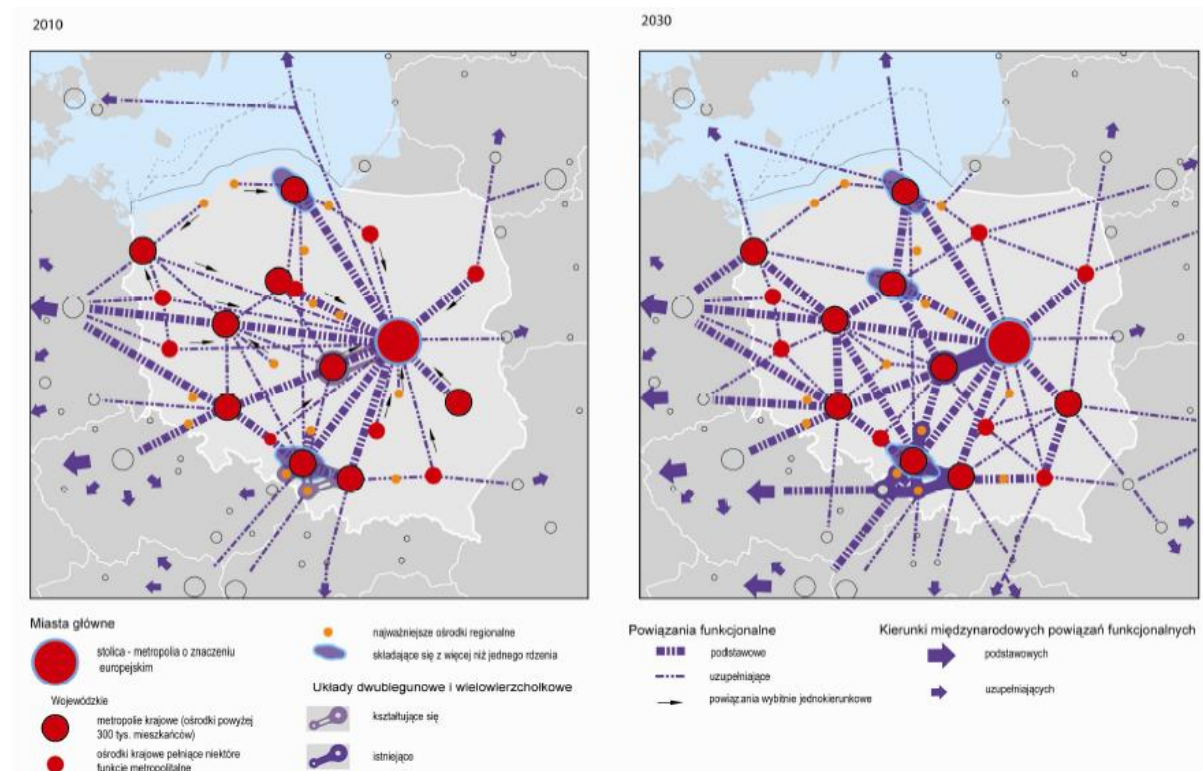 2010
2030
Miasta główne
stolica - metropolia o znaczeniu
europejskim
Wojewódzkie
metropolie krajowe (ośrodki powyżej
300 tys. mieszkańców)
ośrodki krajowe pełniące niektóre
funkcje metropolitalne
najważniejsze ośrodki regionalne
składające się z więcej niż jednego rdzenia
Układy dwubiegunowe i wielowierzchołkowe
kształtujące się
istniejące
Powiązania funkcjonalne
podstawowe
uzupełniające
powiązania wybitnie jednokierunkowe
Kierunki międzynarodowych powiązań funkcjonalnych
podstawowych
uzupełniających